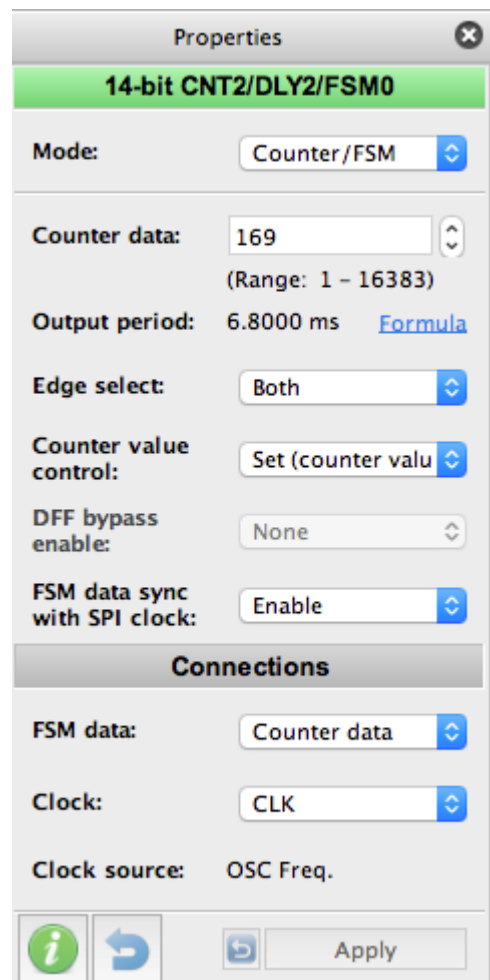 Properties
14-bit CNT2/DLY2/FSM0
Mode: Counter/FSM
Counter data: 169
(Range: 1 – 16383)
Output period: 6.8000 ms Formula
Edge select: Both
Counter value
control: Set (counter valu
DFF bypass
enable: None
FSM data sync
with SPI clock: Enable
Connections
FSM data: Counter data
Clock: CLK
Clock source: OSC Freq.
i Apply